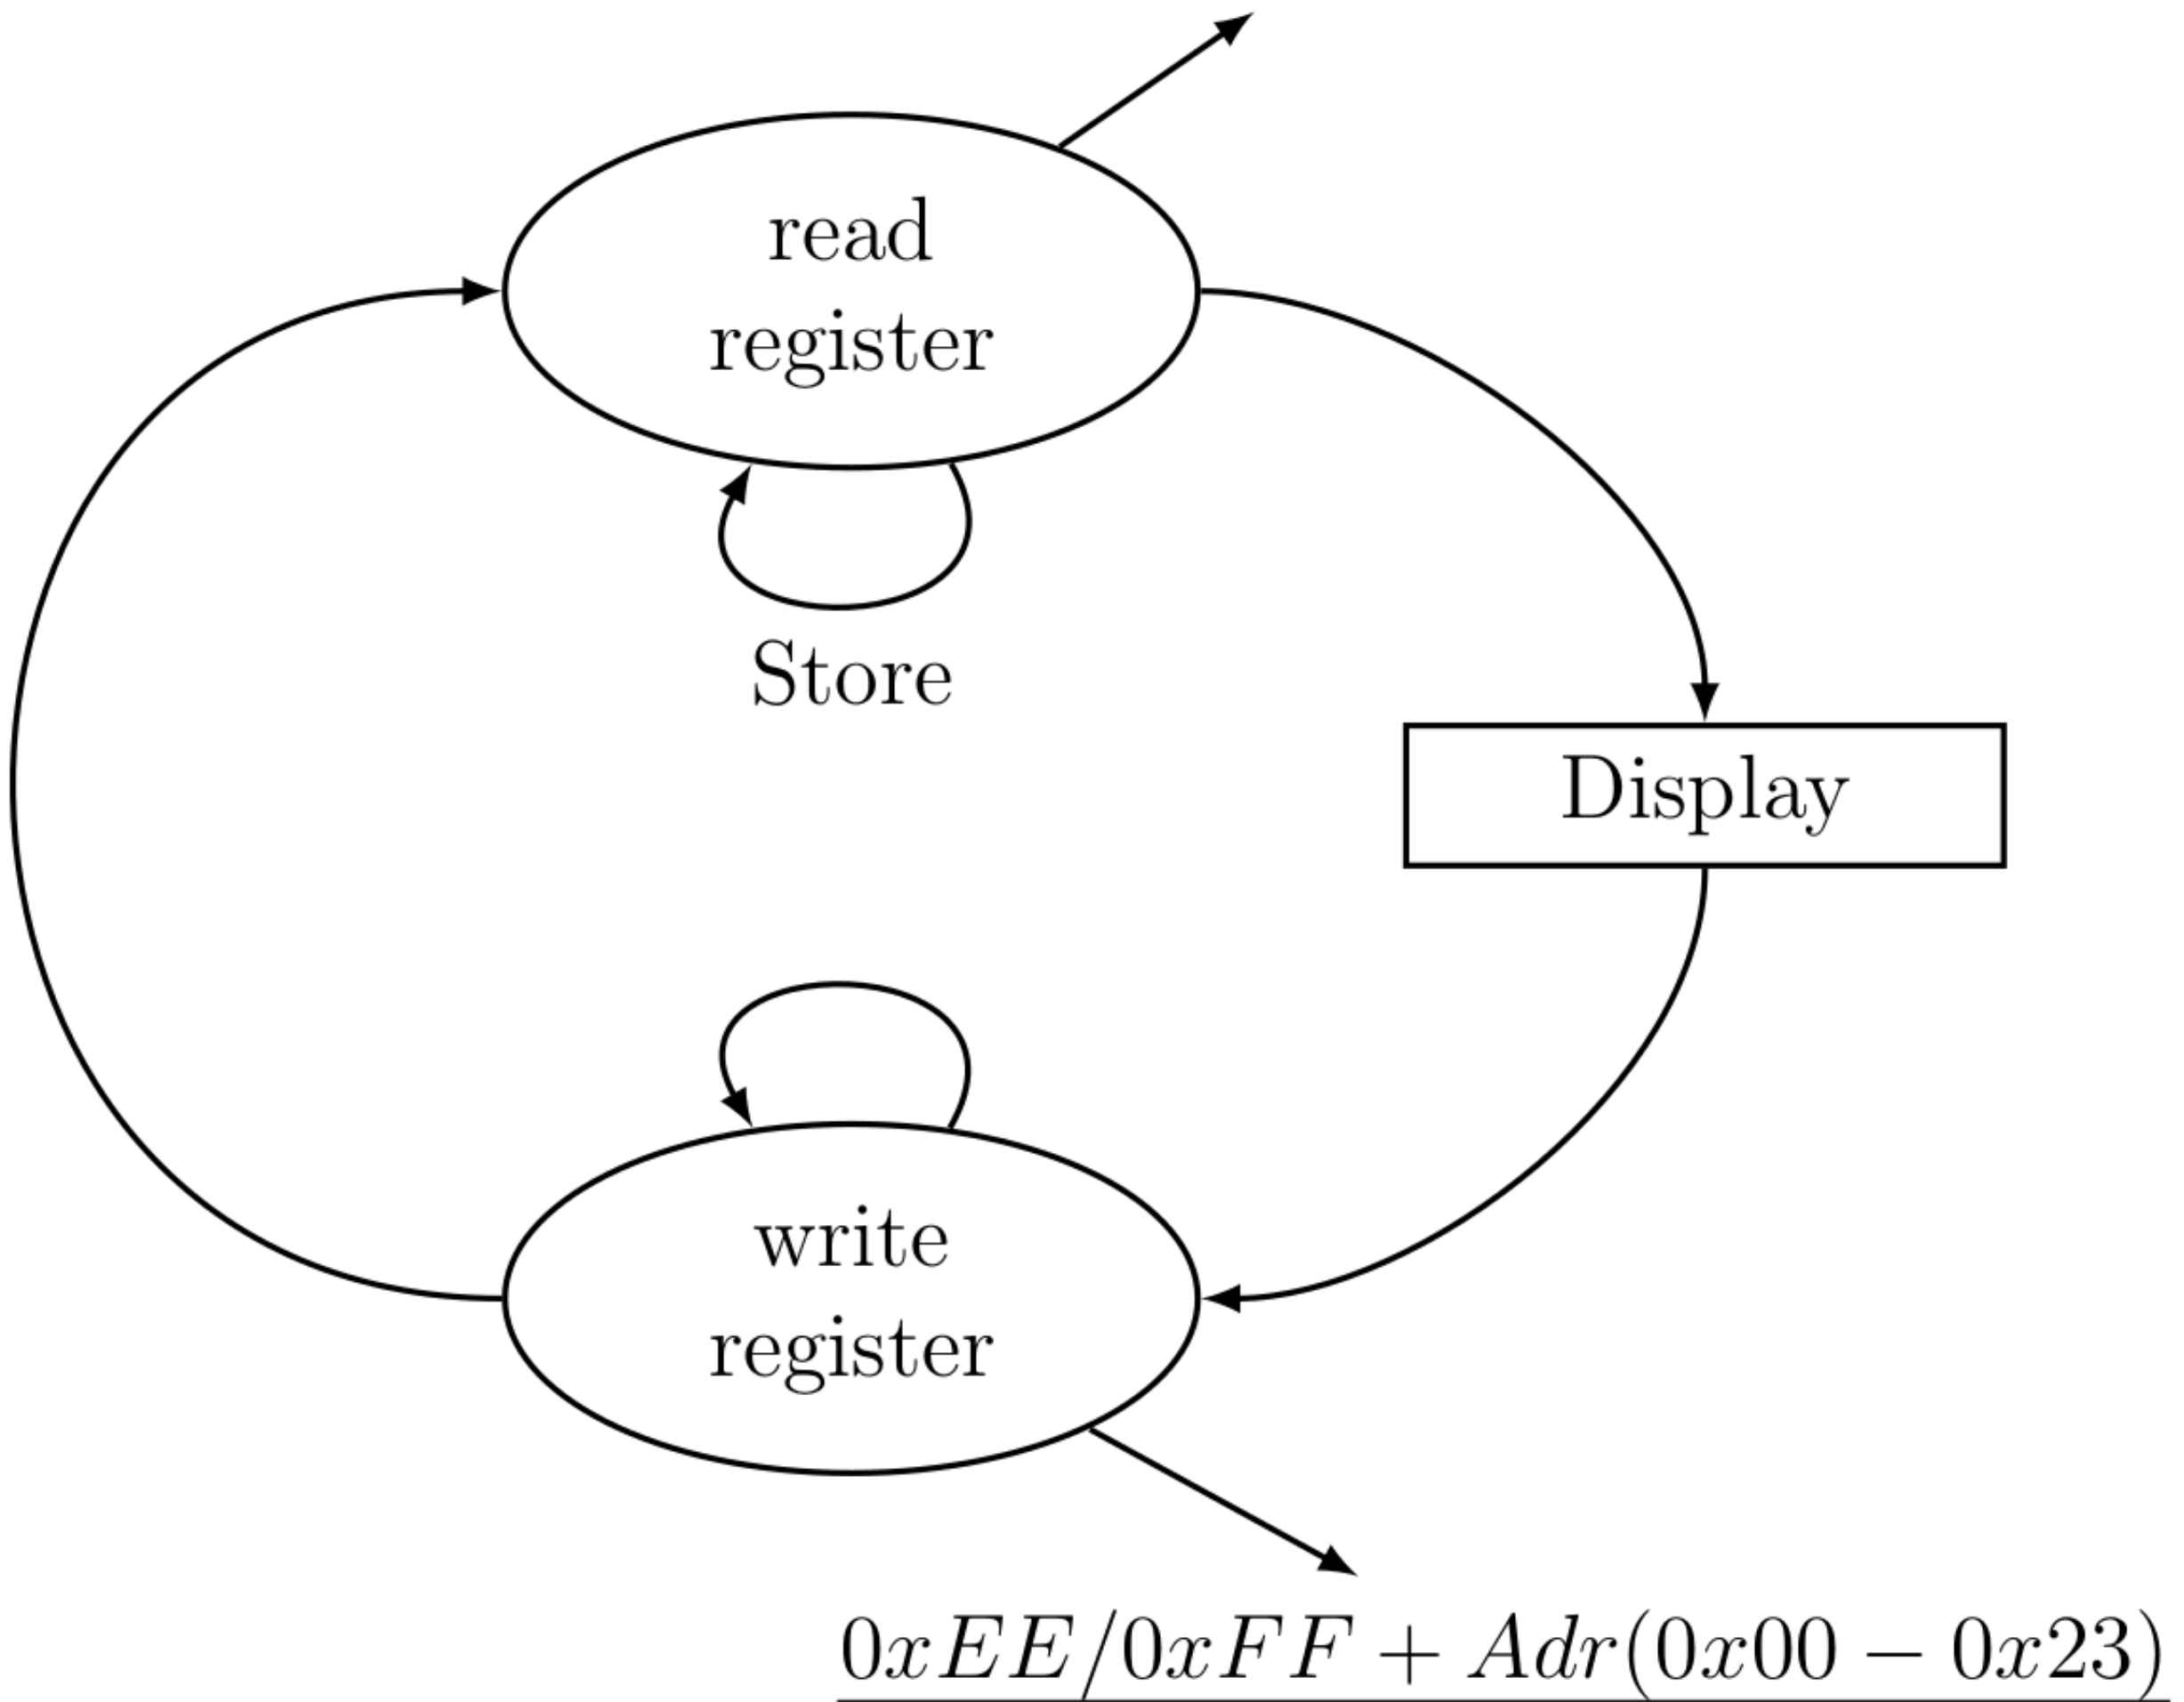 read
register
Store
Display
write
register
0xEE/0xFF + Adr(0x00 − 0x23)